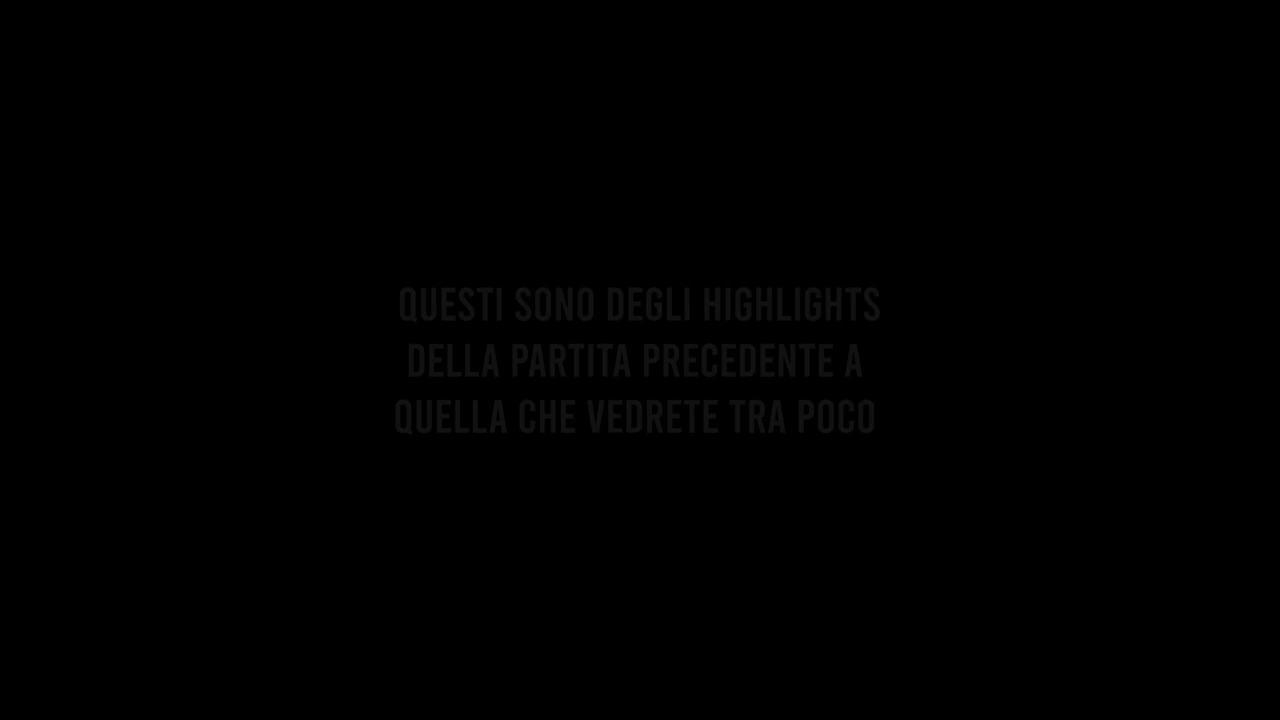 QUESTI SONO DEGLI HIGHLIGHTS
DELLA PARTITA PRECEDENTE A
QUELLA CHE VEDRETE TRA POCO